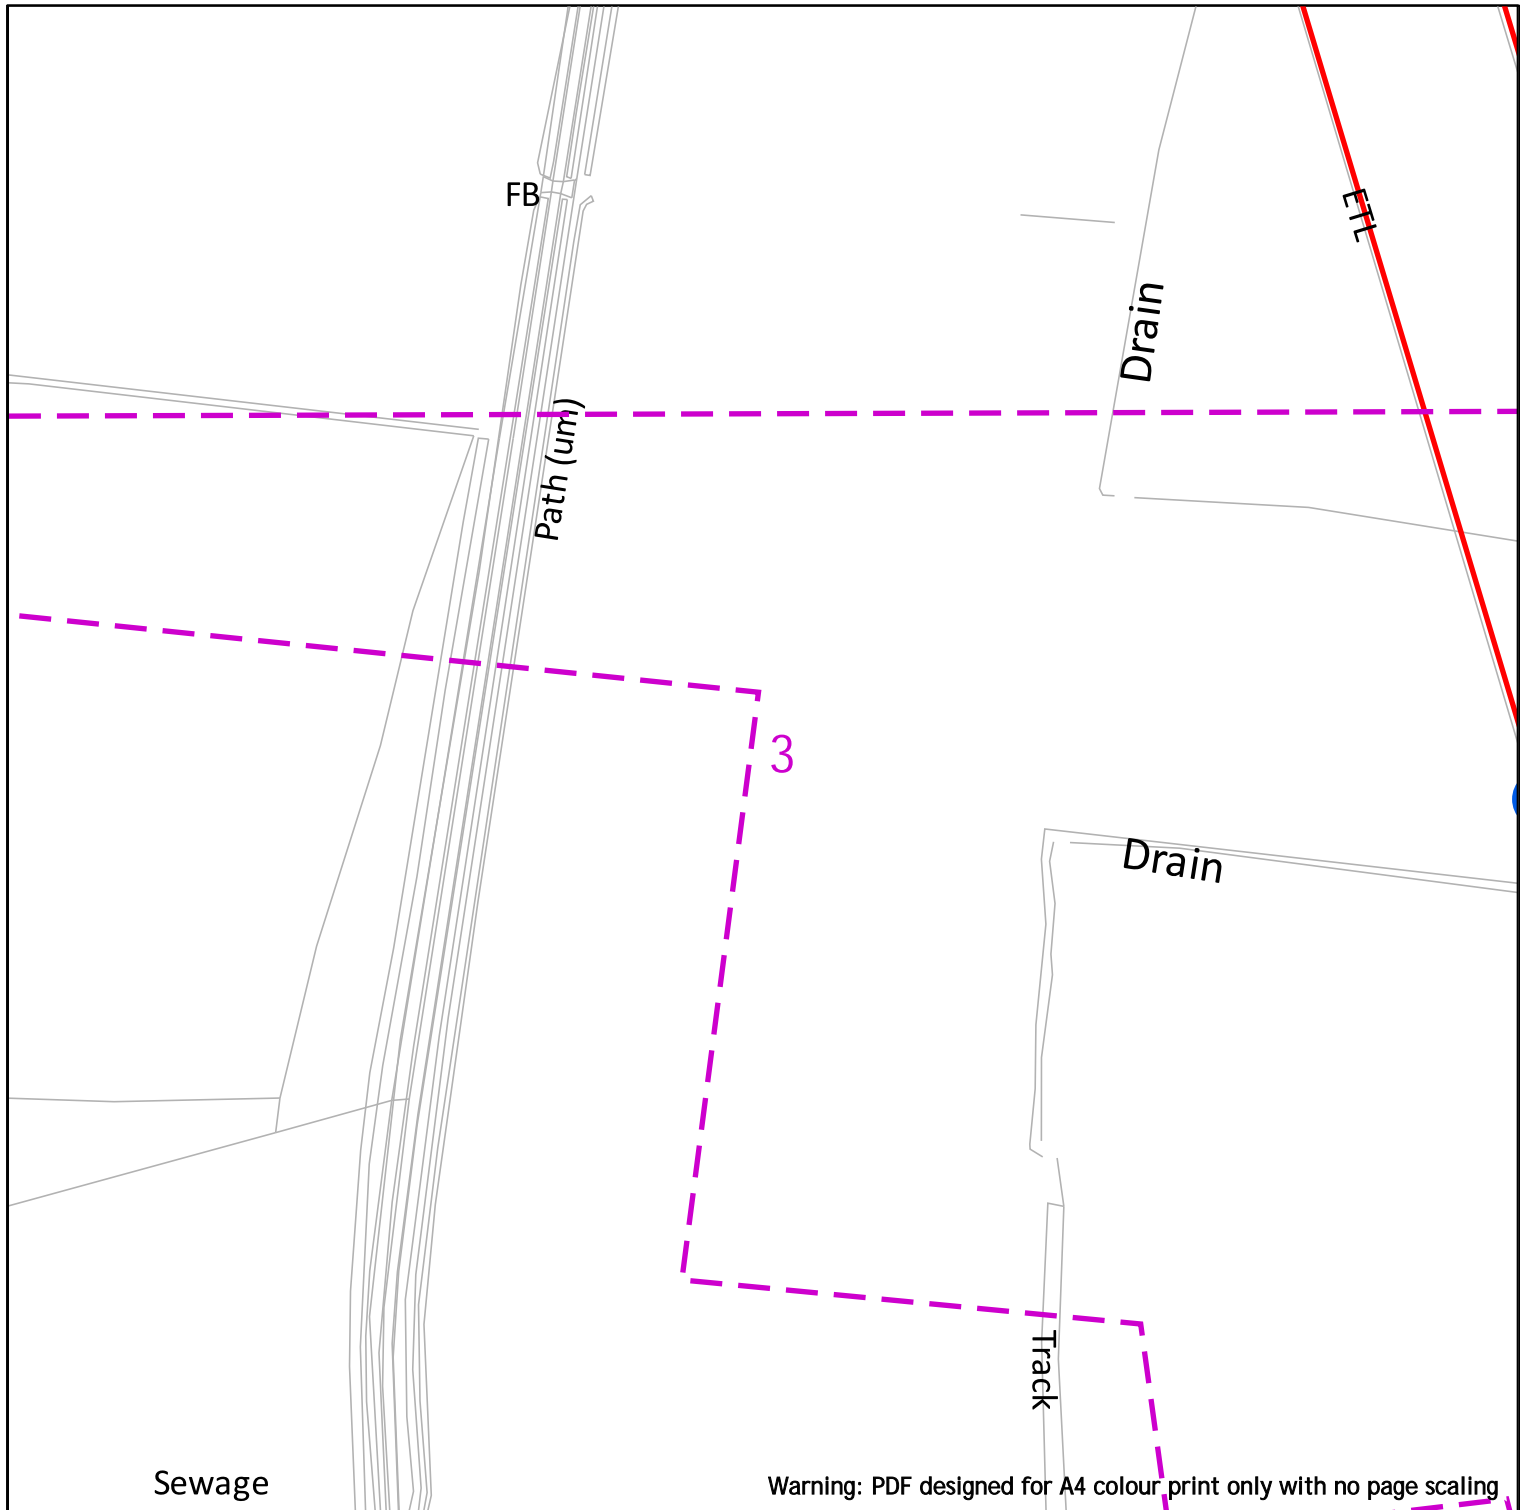 FB
ETL
Drain
Path (um)
3
Drain
Track
Sewage
Warning: PDF designed for A4 colour print only with no page scaling